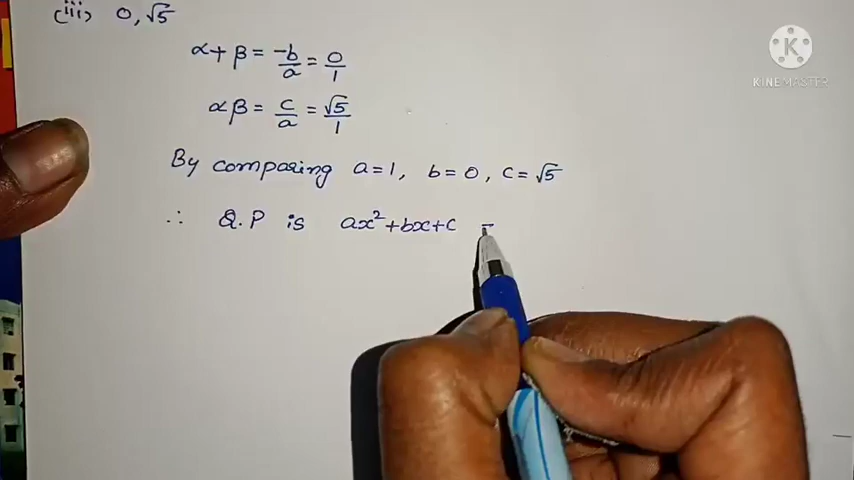 (iii) 0, √5
α+β = -b/a = 0/1
αβ = c/a = √5/1
By comparing a=1, b=0, c=√5
∴ Q.P is ax²+bx+c -
KINEMASTER